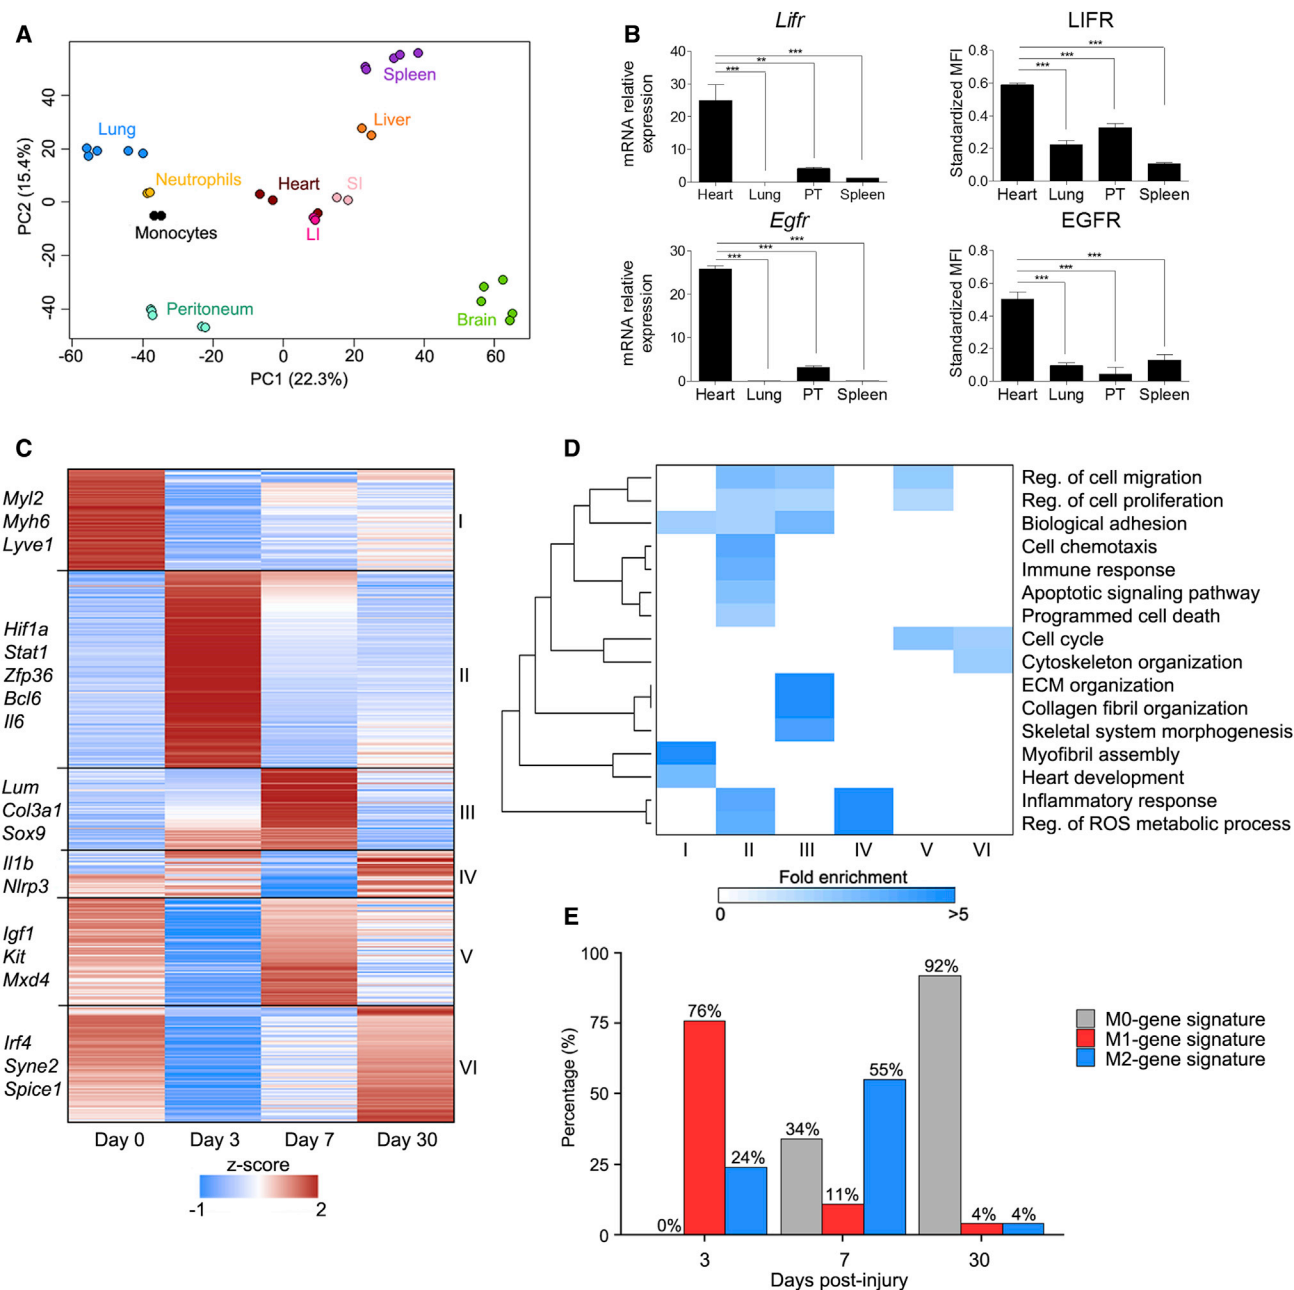 A
Spleen
Liver
Lung
Neutrophils
Heart
SI
Monocytes
LI
Peritoneum
Brain
40
20
0
-20
-40
PC2 (15.4%)
-60 -40 -20 0 20 40 60
PC1 (22.3%)
B
Lifr
mRNA relative expression
40
30
20
10
0
***
**
***
Heart Lung PT Spleen
LIFR
Standardized MFI
0.8
0.6
0.4
0.2
0.0
***
***
***
Heart Lung PT Spleen
Egfr
mRNA relative expression
30
20
10
0
***
***
***
Heart Lung PT Spleen
EGFR
Standardized MFI
0.8
0.6
0.4
0.2
0.0
***
***
***
Heart Lung PT Spleen
C
Myl2
Myh6
Lyve1
I
Hif1a
Stat1
Zfp36
Bcl6
Il6
II
Lum
Col3a1
Sox9
III
Il1b
Nlrp3
IV
Igf1
Kit
Mxd4
V
Irf4
Syne2
Spice1
VI
Day 0 Day 3 Day 7 Day 30
z-score
-1 2
D
Reg. of cell migration
Reg. of cell proliferation
Biological adhesion
Cell chemotaxis
Immune response
Apoptotic signaling pathway
Programmed cell death
Cell cycle
Cytoskeleton organization
ECM organization
Collagen fibril organization
Skeletal system morphogenesis
Myofibril assembly
Heart development
Inflammatory response
Reg. of ROS metabolic process
I II III IV V VI
Fold enrichment
0 >5
E
Percentage (%)
100
75
50
25
0
0%
76%
24%
34%
11%
55%
92%
4%
4%
3 7 30
Days post-injury
M0-gene signature
M1-gene signature
M2-gene signature